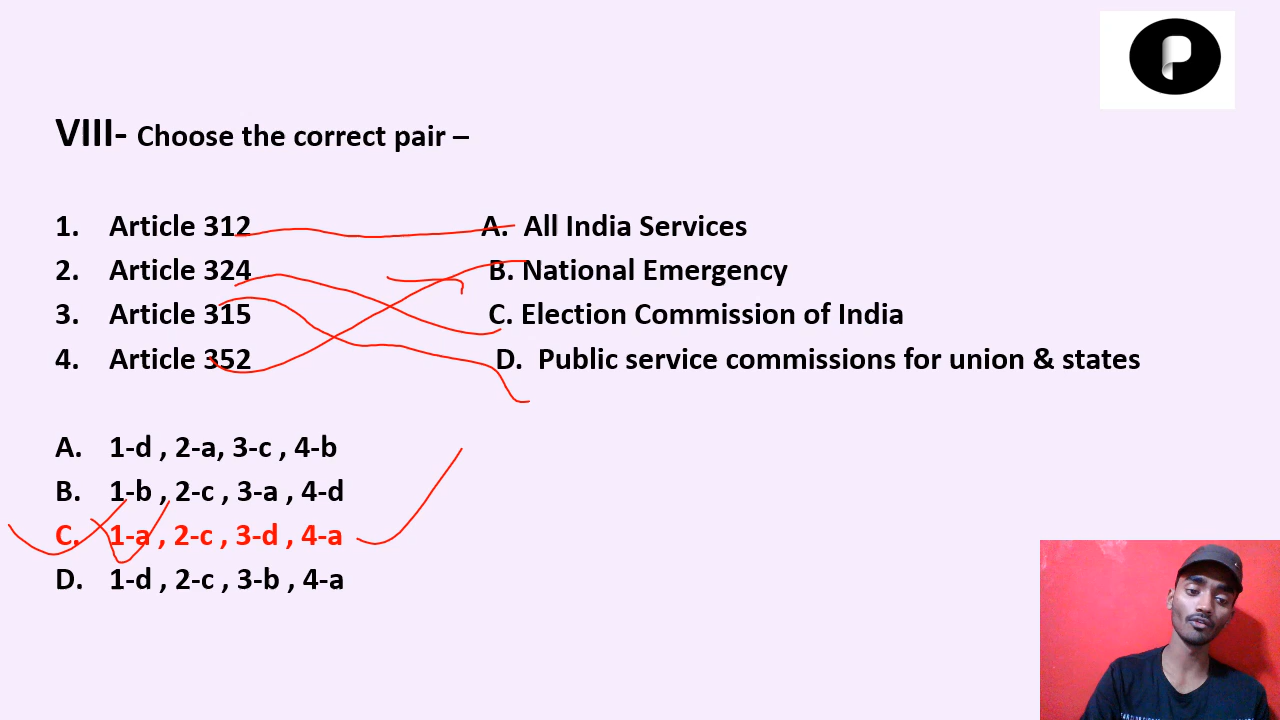 VIII- Choose the correct pair –
1. Article 312 A. All India Services
2. Article 324 B. National Emergency
3. Article 315 C. Election Commission of India
4. Article 352 D. Public service commissions for union & states
A. 1-d , 2-a, 3-c , 4-b
B. 1-b , 2-c , 3-a , 4-d
C. 1-a , 2-c , 3-d , 4-a
D. 1-d , 2-c , 3-b , 4-a
P